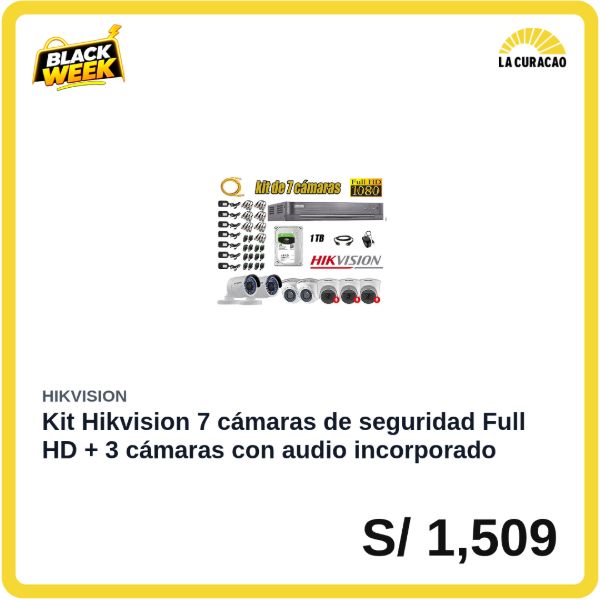 BLACK
WEEK
LA CURACAO
kit de 7 cámaras
Full HD
1080
1 TB
HIKVISION
HIKVISION
Kit Hikvision 7 cámaras de seguridad Full
HD + 3 cámaras con audio incorporado
S/ 1,509